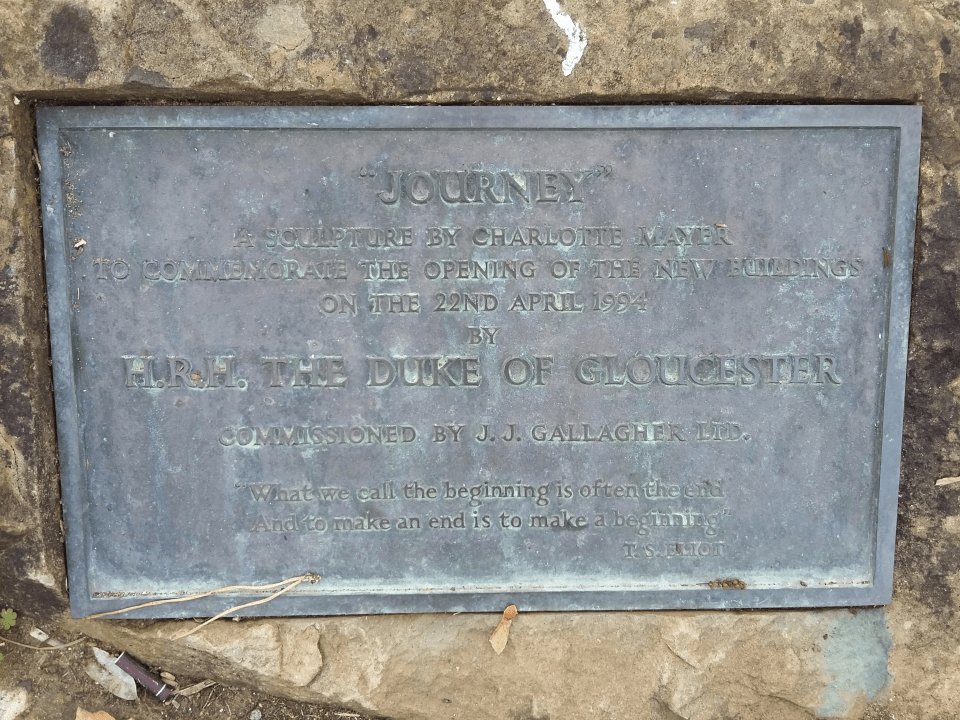 "JOURNEY"
A SCULPTURE BY CHARLOTTE MAYER
TO COMMEMORATE THE OPENING OF THE NEW BUILDINGS
ON THE 22ND APRIL 1994
BY
H.R.H. THE DUKE OF GLOUCESTER
COMMISSIONED BY J. J. GALLAGHER LTD.
"What we call the beginning is often the end
And to make an end is to make a beginning"
T. S. ELIOT